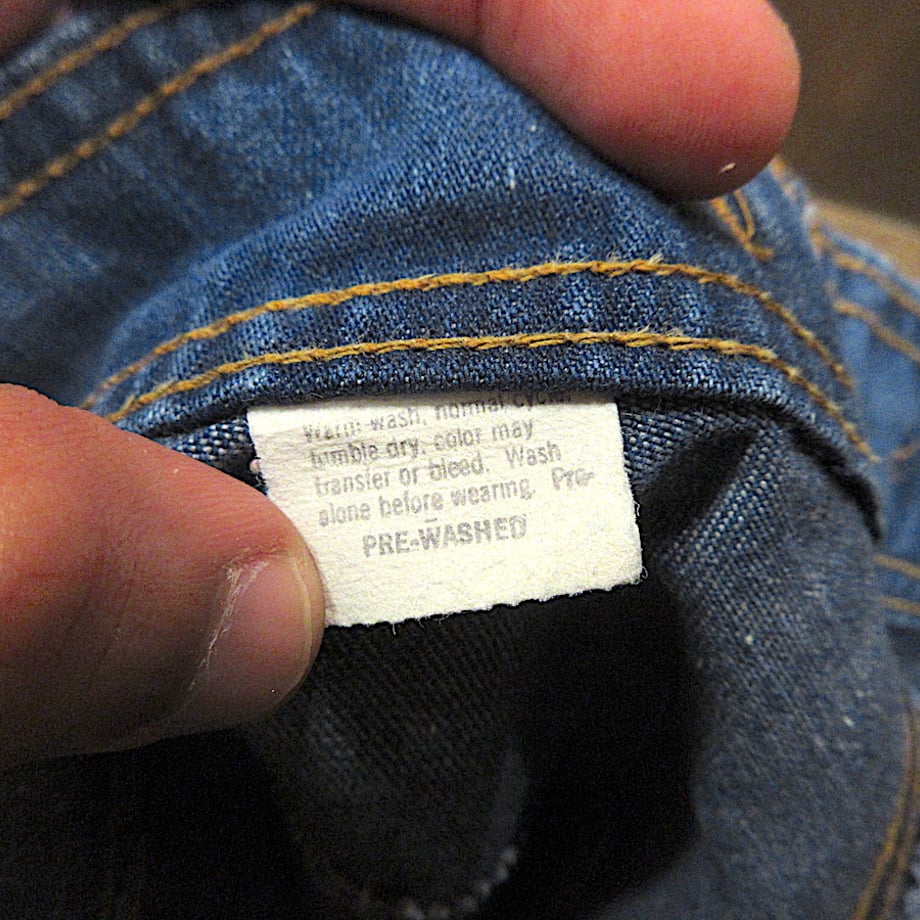 Warm wash, normal cycle.
tumble dry. color may
transfer or bleed. Wash
alone before wearing. Pre-
PRE-WASHED